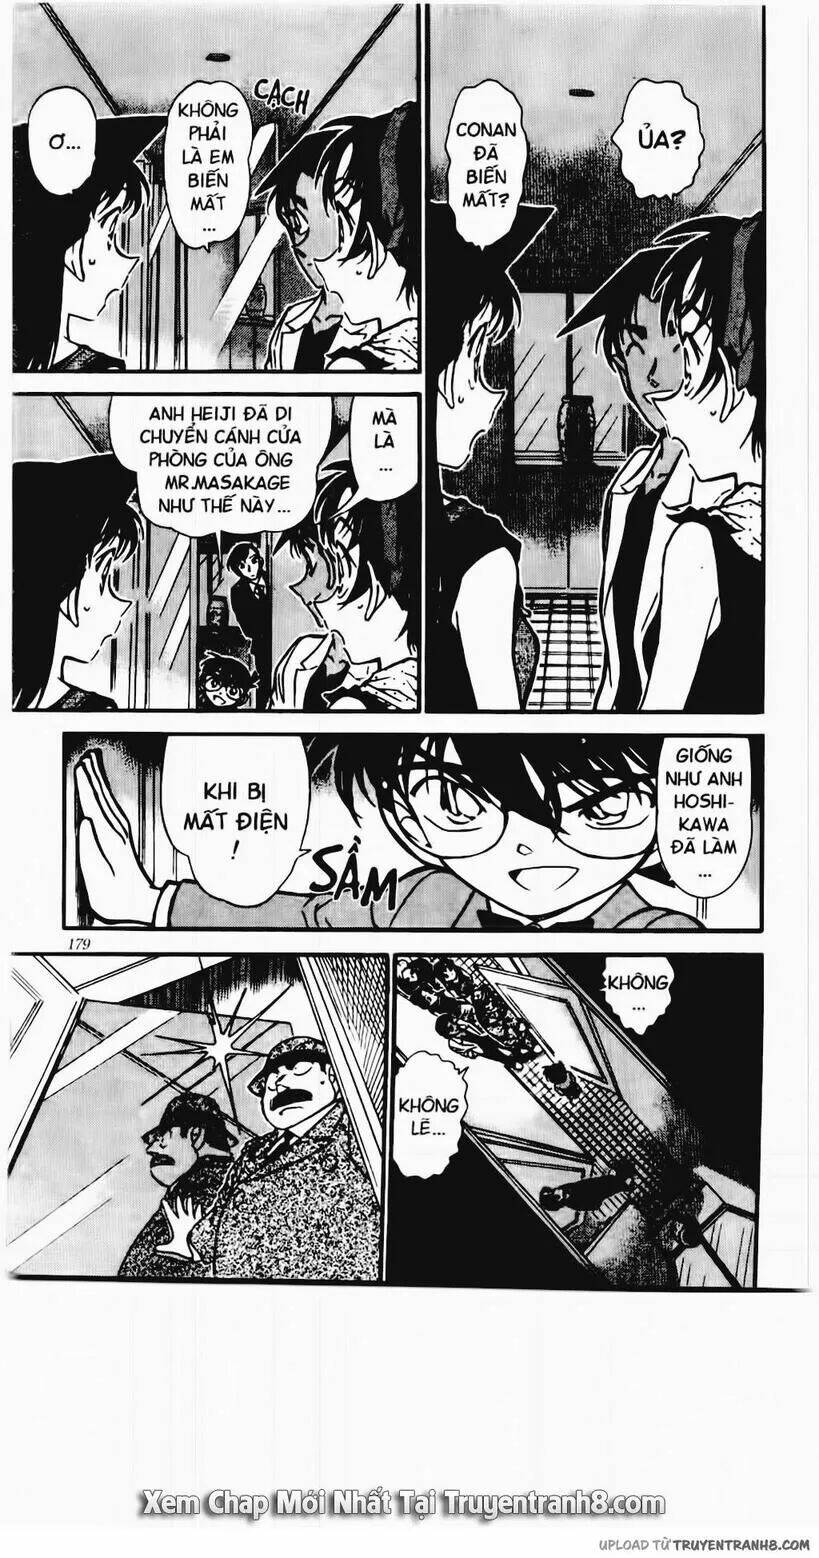 ỦA?
CONAN
ĐÃ
BIẾN
MẤT?
CẠCH
KHÔNG
PHẢI
LÀ EM
BIẾN
MẤT
...
Ơ...
MÀ
LÀ
...
ANH HEIJI ĐÃ DI
CHUYỂN CÁNH CỬA
PHÒNG CỦA ÔNG
MR.MASAKAGE
NHƯ THẾ NÀY...
GIỐNG
NHƯ ANH
HOSHI-
KAWA
ĐÃ LÀM
...
SẦM
KHI BỊ
MẤT ĐIỆN
!
179
KHÔNG
...
KHÔNG
LẼ...
Xem Chap Mới Nhất Tại Truyentranh8.com
UPLOAD TỪ TRUYENTRANH8.COM